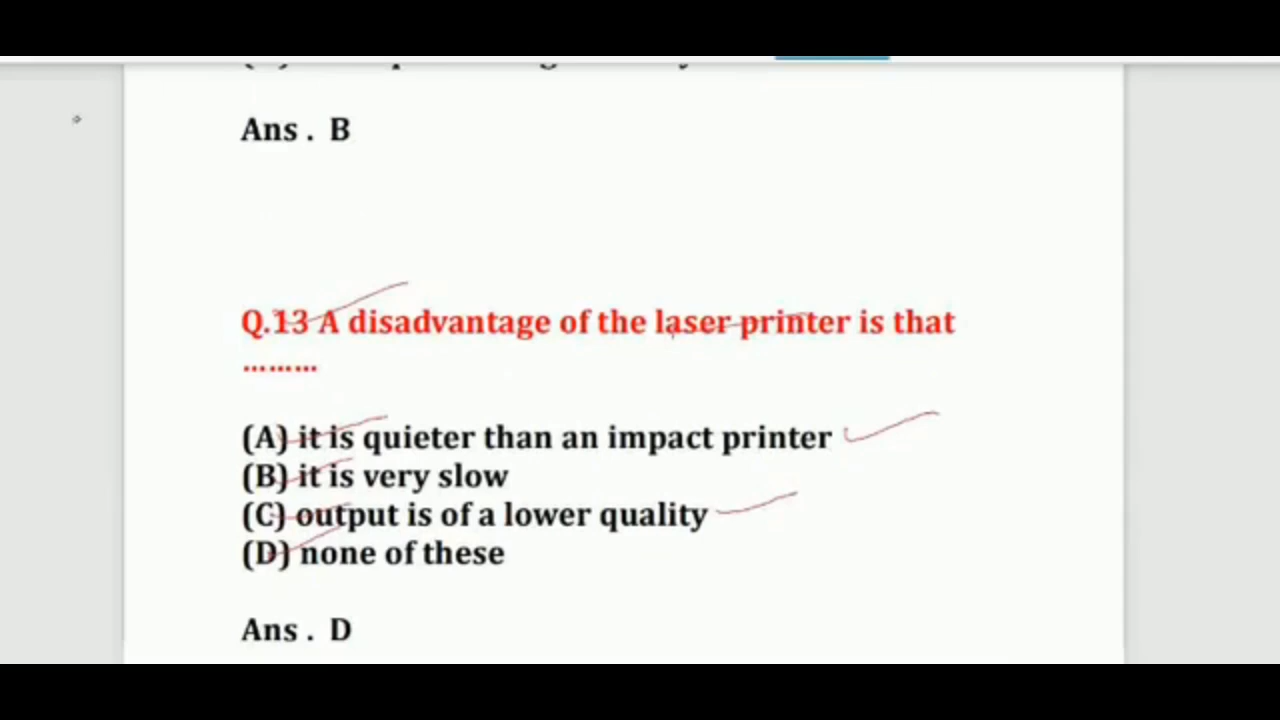 Ans . B
Q.13 A disadvantage of the laser printer is that
.........
(A) it is quieter than an impact printer
(B) it is very slow
(C) output is of a lower quality
(D) none of these
Ans . D